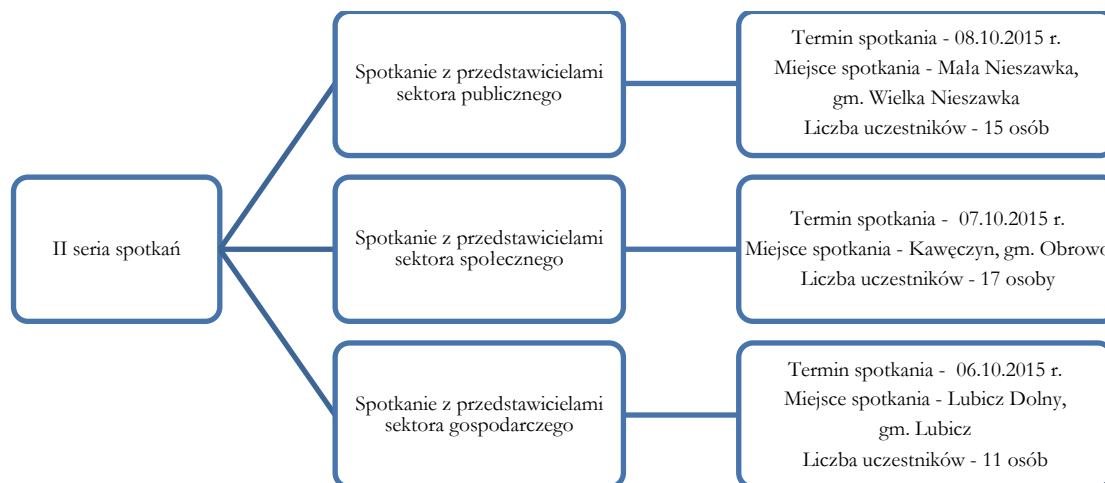 II seria spotkań
Spotkanie z przedstawicielami
sektora publicznego
Termin spotkania - 08.10.2015 r.
Miejsce spotkania - Mała Nieszawka,
gm. Wielka Nieszawka
Liczba uczestników - 15 osób
Spotkanie z przedstawicielami
sektora społecznego
Termin spotkania - 07.10.2015 r.
Miejsce spotkania - Kawęczyn, gm. Obrowo
Liczba uczestników - 17 osoby
Spotkanie z przedstawicielami
sektora gospodarczego
Termin spotkania - 06.10.2015 r.
Miejsce spotkania - Lubicz Dolny,
gm. Lubicz
Liczba uczestników - 11 osób